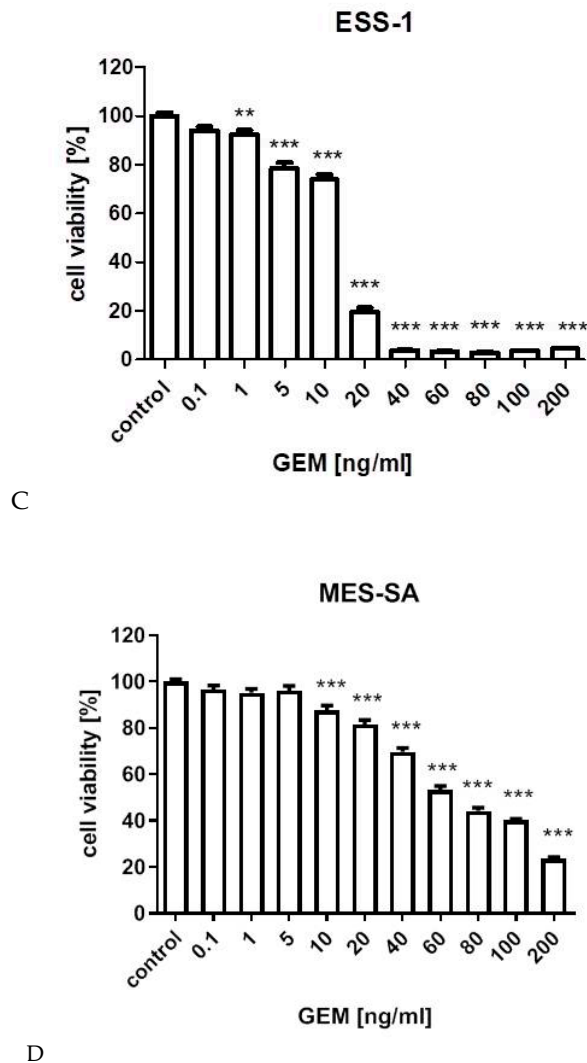 ESS-1
120
100
80
60
40
20
0
cell viability [%]
** *** *** *** *** *** *** *** ***
control 0.1 1 5 10 20 40 60 80 100 200
GEM [ng/ml]
C
MES-SA
120
100
80
60
40
20
0
cell viability [%]
*** *** *** *** *** *** ***
control 0.1 1 5 10 20 40 60 80 100 200
GEM [ng/ml]
D